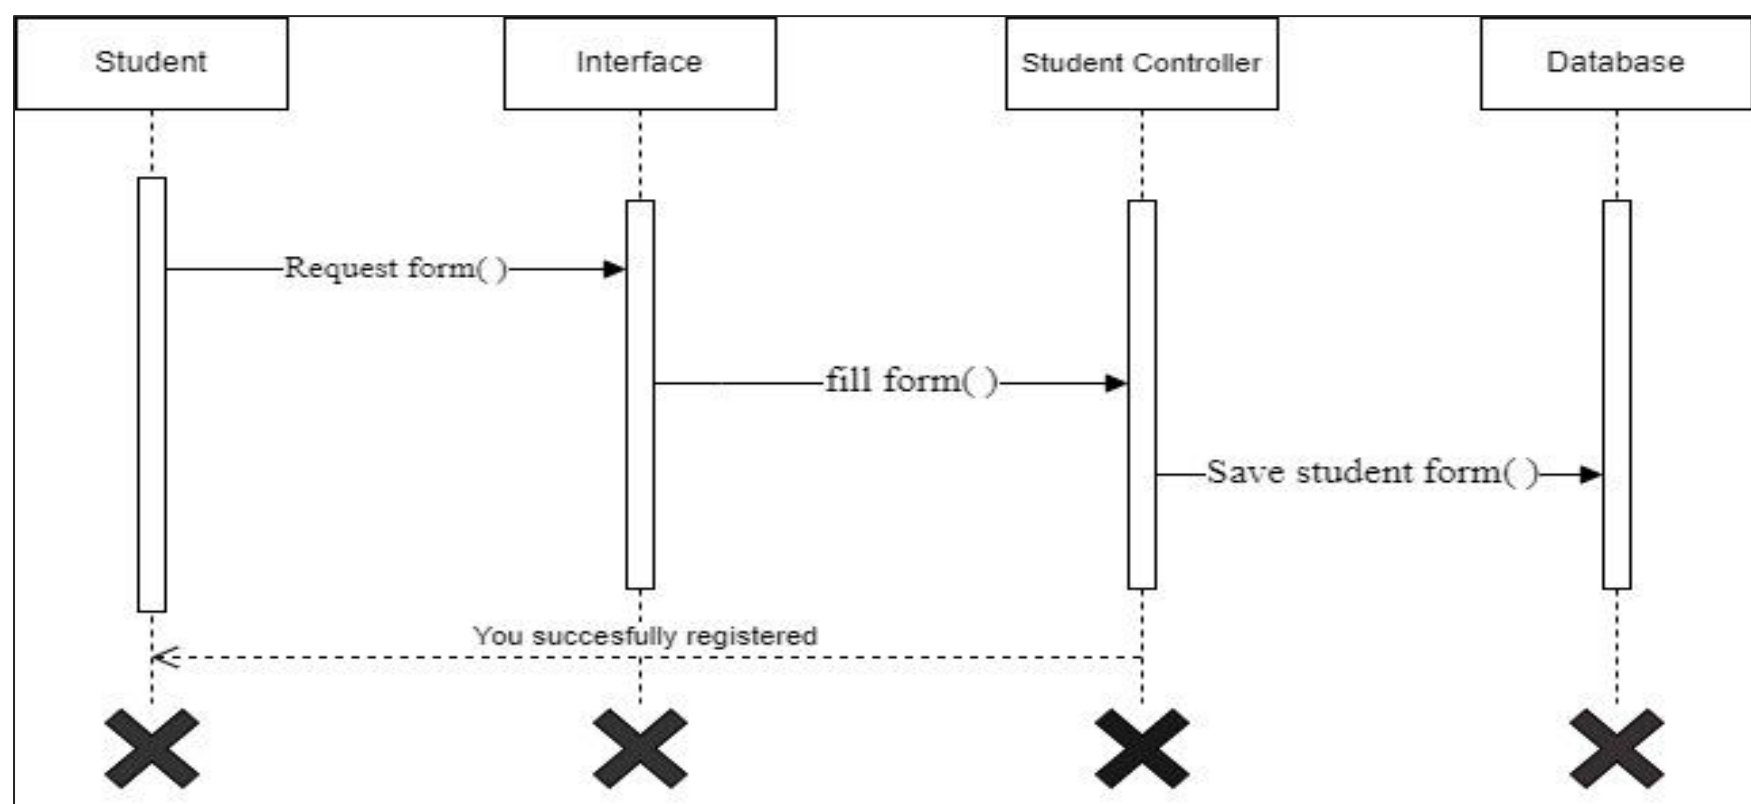 Student
Interface
Student Controller
Database
Request form( )
fill form( )
Save student form( )
You succesfully registered